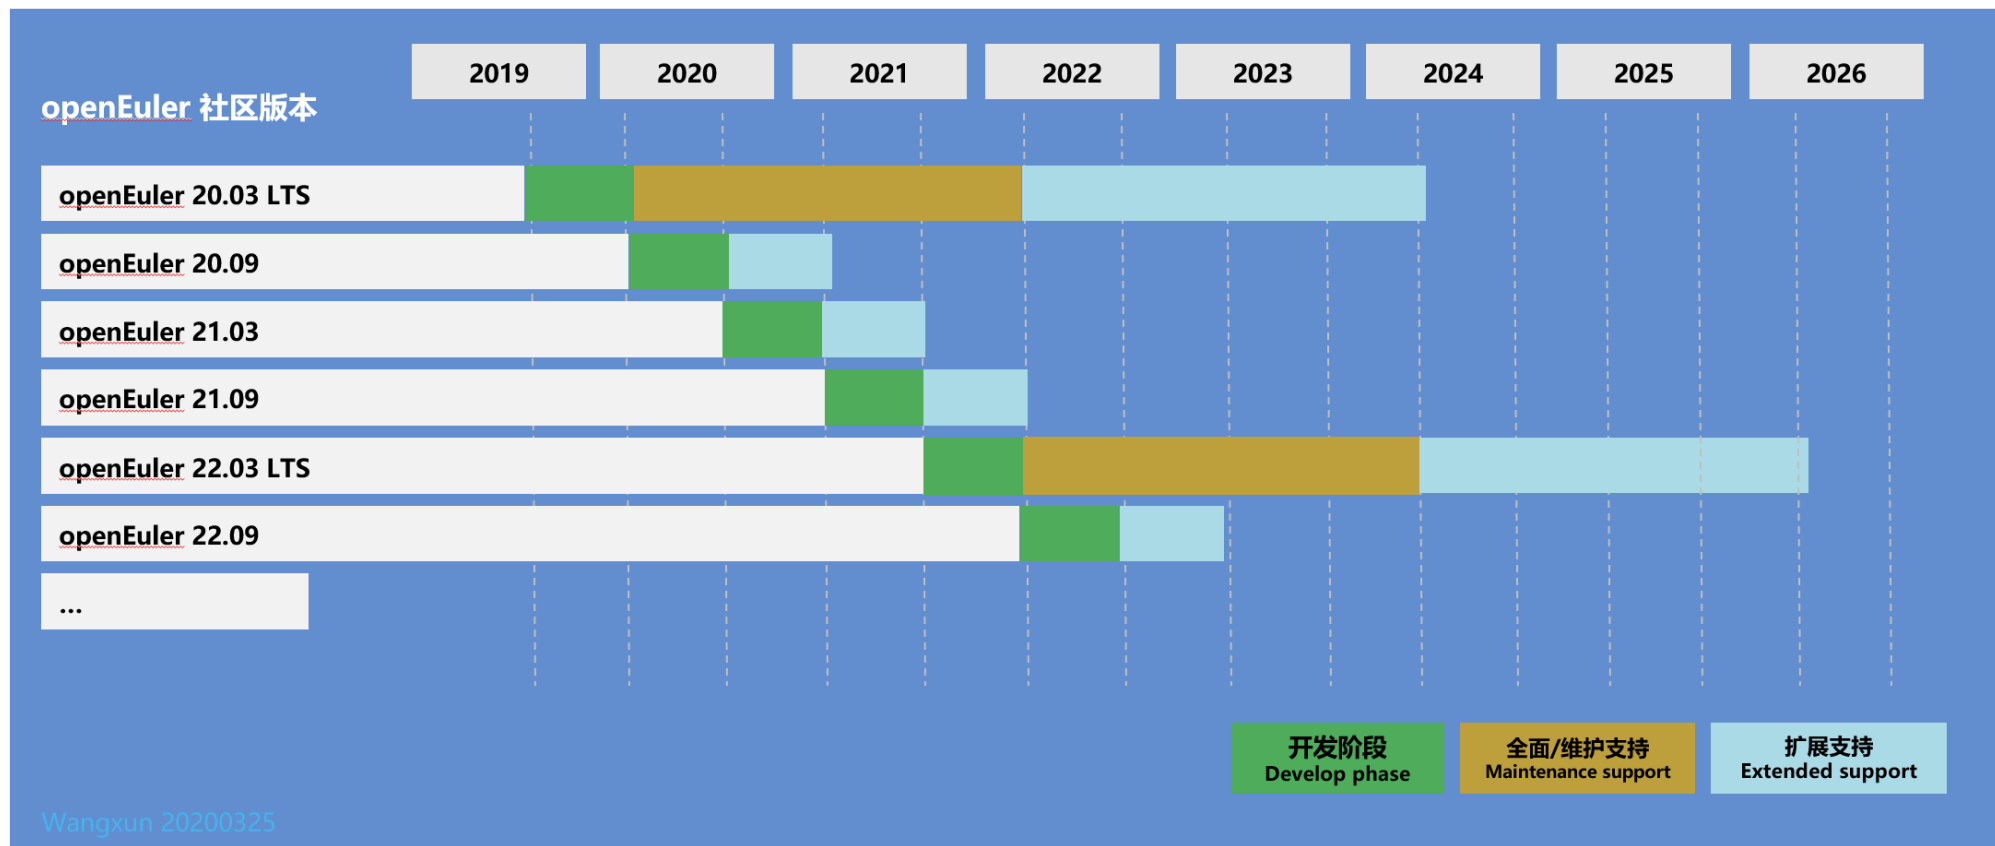 2019 2020 2021 2022 2023 2024 2025 2026
openEuler 社区版本
openEuler 20.03 LTS
openEuler 20.09
openEuler 21.03
openEuler 21.09
openEuler 22.03 LTS
openEuler 22.09
...
开发阶段
Develop phase
全面/维护支持
Maintenance support
扩展支持
Extended support
Wangxun 20200325